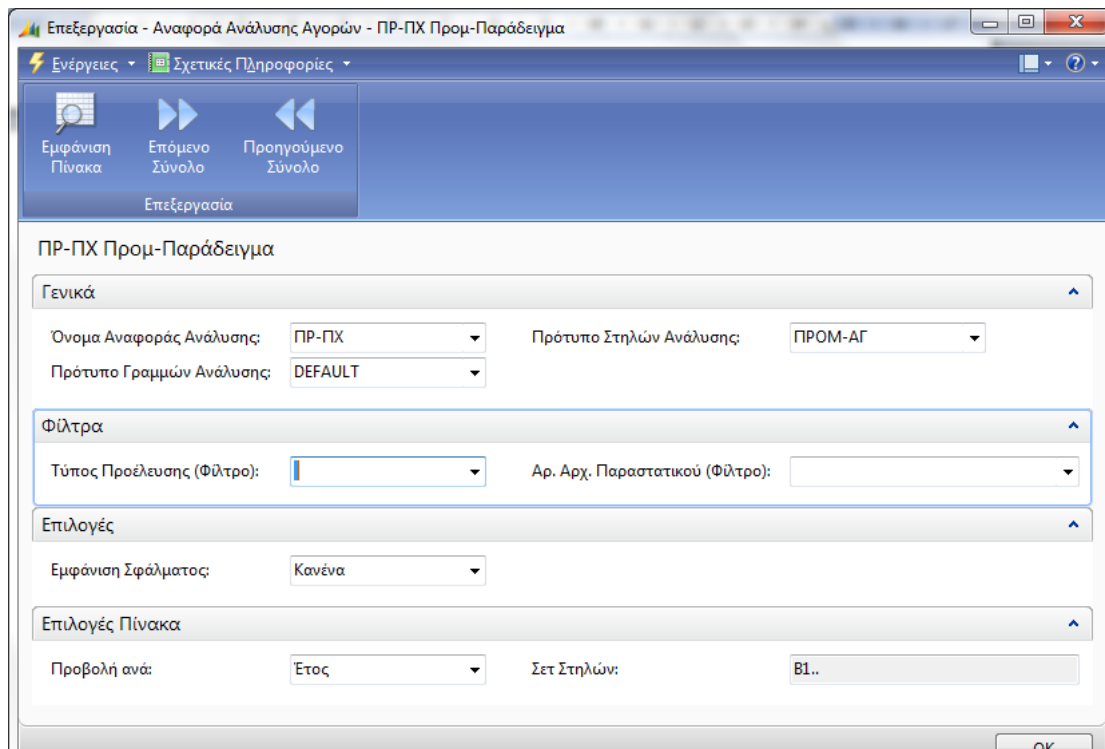 Επεξεργασία - Αναφορά Ανάλυσης Αγορών - ΠΡ-ΠΧ Προμ-Παράδειγμα
Ενέργειες Σχετικές Πληροφορίες
Εμφάνιση Πίνακα
Επόμενο Σύνολο
Προηγούμενο Σύνολο
Επεξεργασία
ΠΡ-ΠΧ Προμ-Παράδειγμα
Γενικά
Όνομα Αναφοράς Ανάλυσης: ΠΡ-ΠΧ Πρότυπο Στηλών Ανάλυσης: ΠΡΟΜ-ΑΓ
Πρότυπο Γραμμών Ανάλυσης: DEFAULT
Φίλτρα
Τύπος Προέλευσης (Φίλτρο): Αρ. Αρχ. Παραστατικού (Φίλτρο):
Επιλογές
Εμφάνιση Σφάλματος: Κανένα
Επιλογές Πίνακα
Προβολή ανά: Έτος Σετ Στηλών: B1..
OK